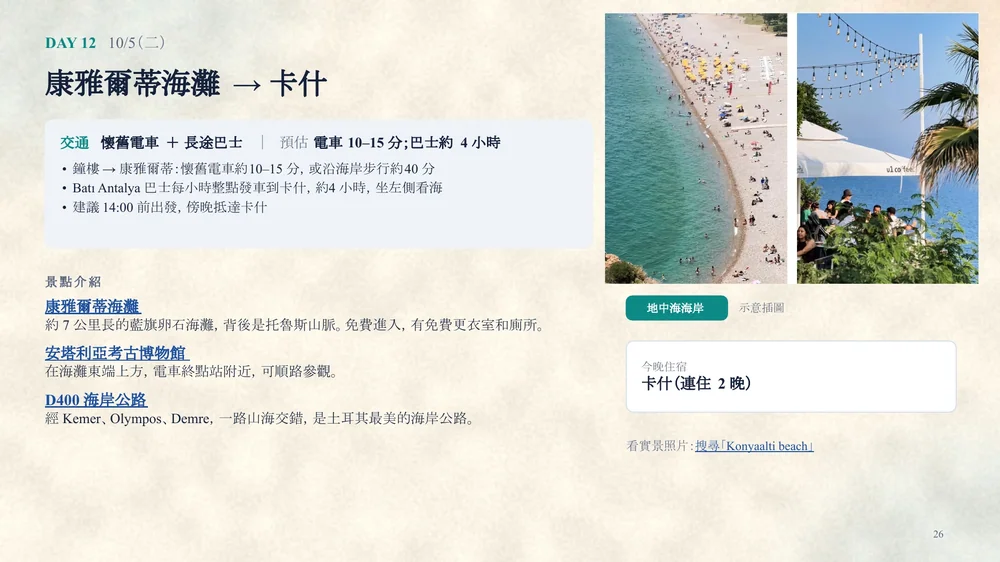 DAY 12 10/5(二)
康雅爾蒂海灘 → 卡什
交通 懷舊電車 + 長途巴士 | 預估 電車 10–15 分;巴士約 4 小時
• 鐘樓 → 康雅爾蒂:懷舊電車約10–15 分, 或沿海岸步行約40 分
• Batı Antalya 巴士每小時整點發車到卡什, 約4 小時, 坐左側看海
• 建議 14:00 前出發, 傍晚抵達卡什
景點介紹
康雅爾蒂海灘
約 7 公里長的藍旗卵石海灘, 背後是托魯斯山脈。免費進入, 有免費更衣室和廁所。
安塔利亞考古博物館
在海灘東端上方, 電車終點站附近, 可順路參觀。
D400 海岸公路
經 Kemer、Olympos、Demre, 一路山海交錯, 是土耳其最美的海岸公路。
地中海海岸 示意插圖
今晚住宿
卡什(連住 2 晚)
看實景照片:搜尋「Konyaalti beach」
26